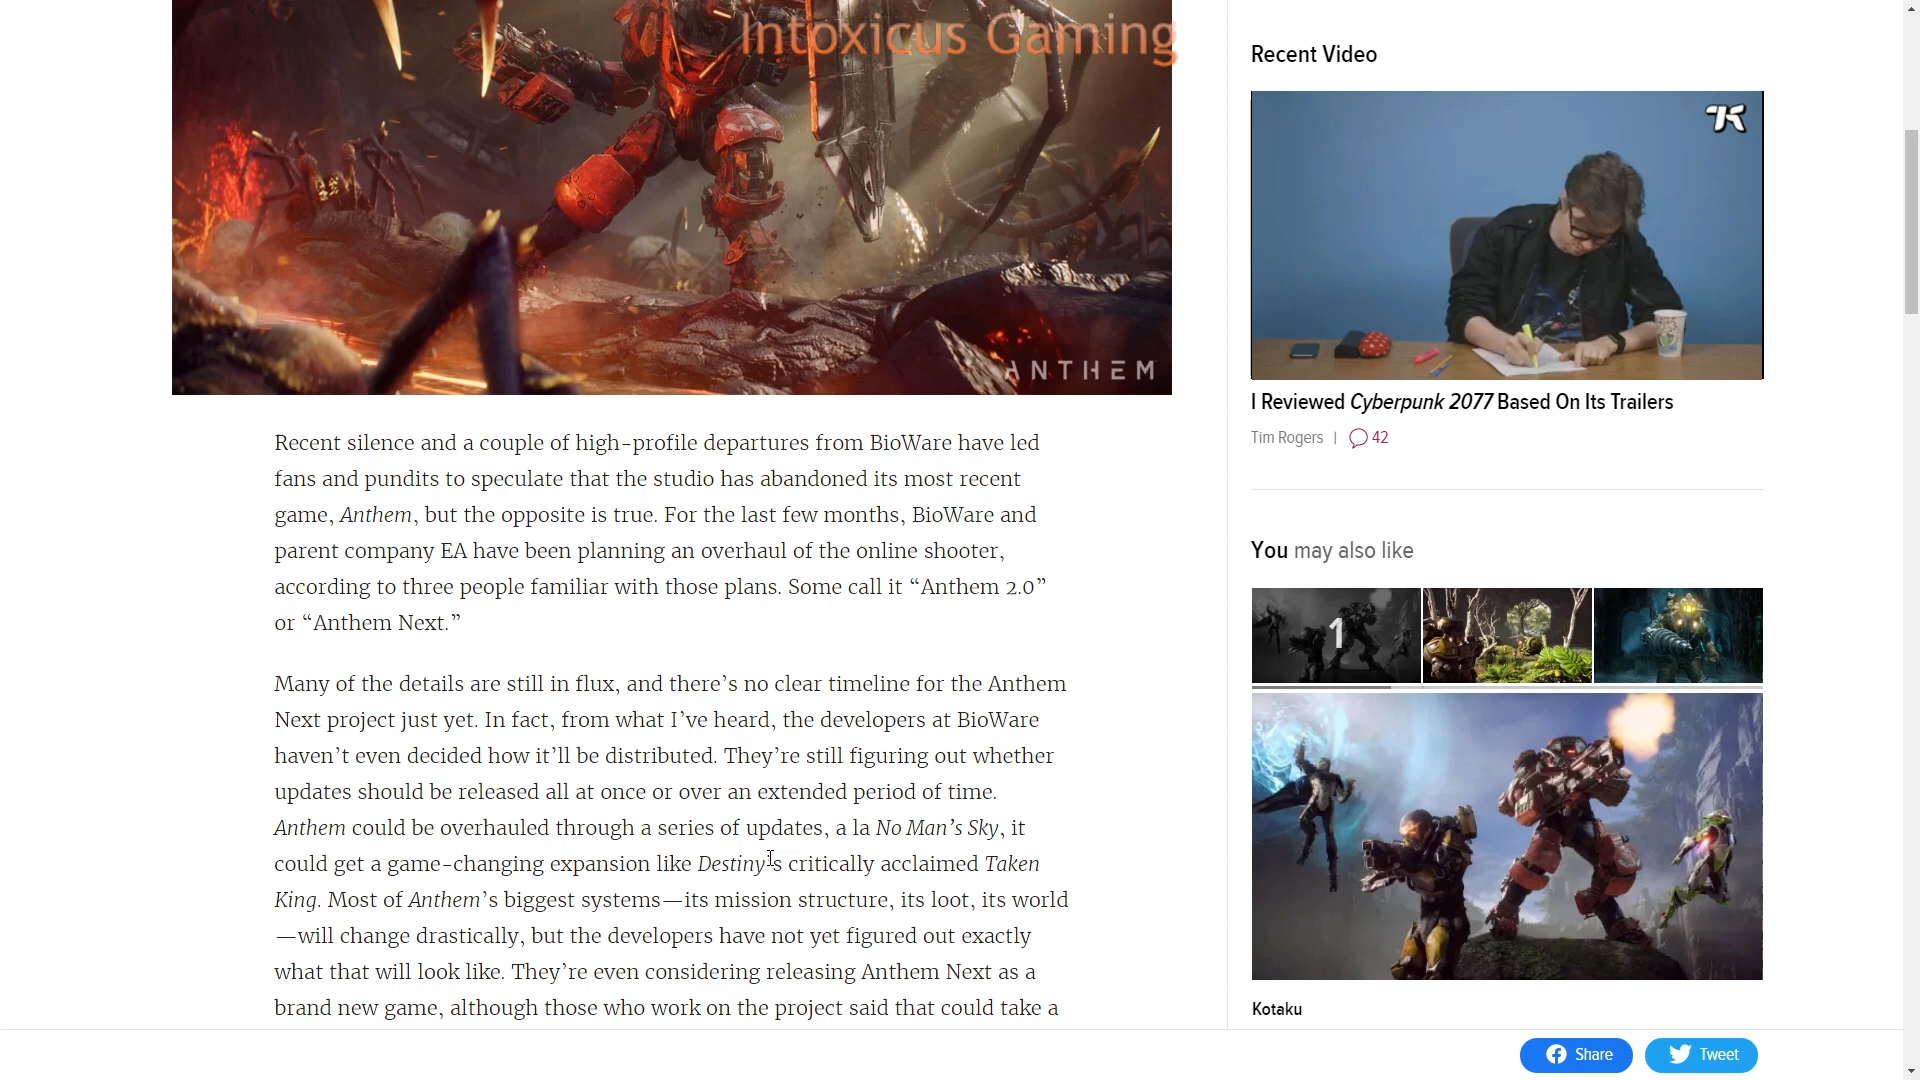 Intoxicus Gaming
ANTHEM
Recent silence and a couple of high-profile departures from BioWare have led
fans and pundits to speculate that the studio has abandoned its most recent
game, Anthem, but the opposite is true. For the last few months, BioWare and
parent company EA have been planning an overhaul of the online shooter,
according to three people familiar with those plans. Some call it “Anthem 2.0”
or “Anthem Next.”
Many of the details are still in flux, and there’s no clear timeline for the Anthem
Next project just yet. In fact, from what I’ve heard, the developers at BioWare
haven’t even decided how it’ll be distributed. They’re still figuring out whether
updates should be released all at once or over an extended period of time.
Anthem could be overhauled through a series of updates, a la No Man’s Sky, it
could get a game-changing expansion like Destiny’s critically acclaimed Taken
King. Most of Anthem’s biggest systems—its mission structure, its loot, its world
—will change drastically, but the developers have not yet figured out exactly
what that will look like. They’re even considering releasing Anthem Next as a
brand new game, although those who work on the project said that could take a
Recent Video
K
I Reviewed Cyberpunk 2077 Based On Its Trailers
Tim Rogers | 42
You may also like
1
Kotaku
Share
Tweet